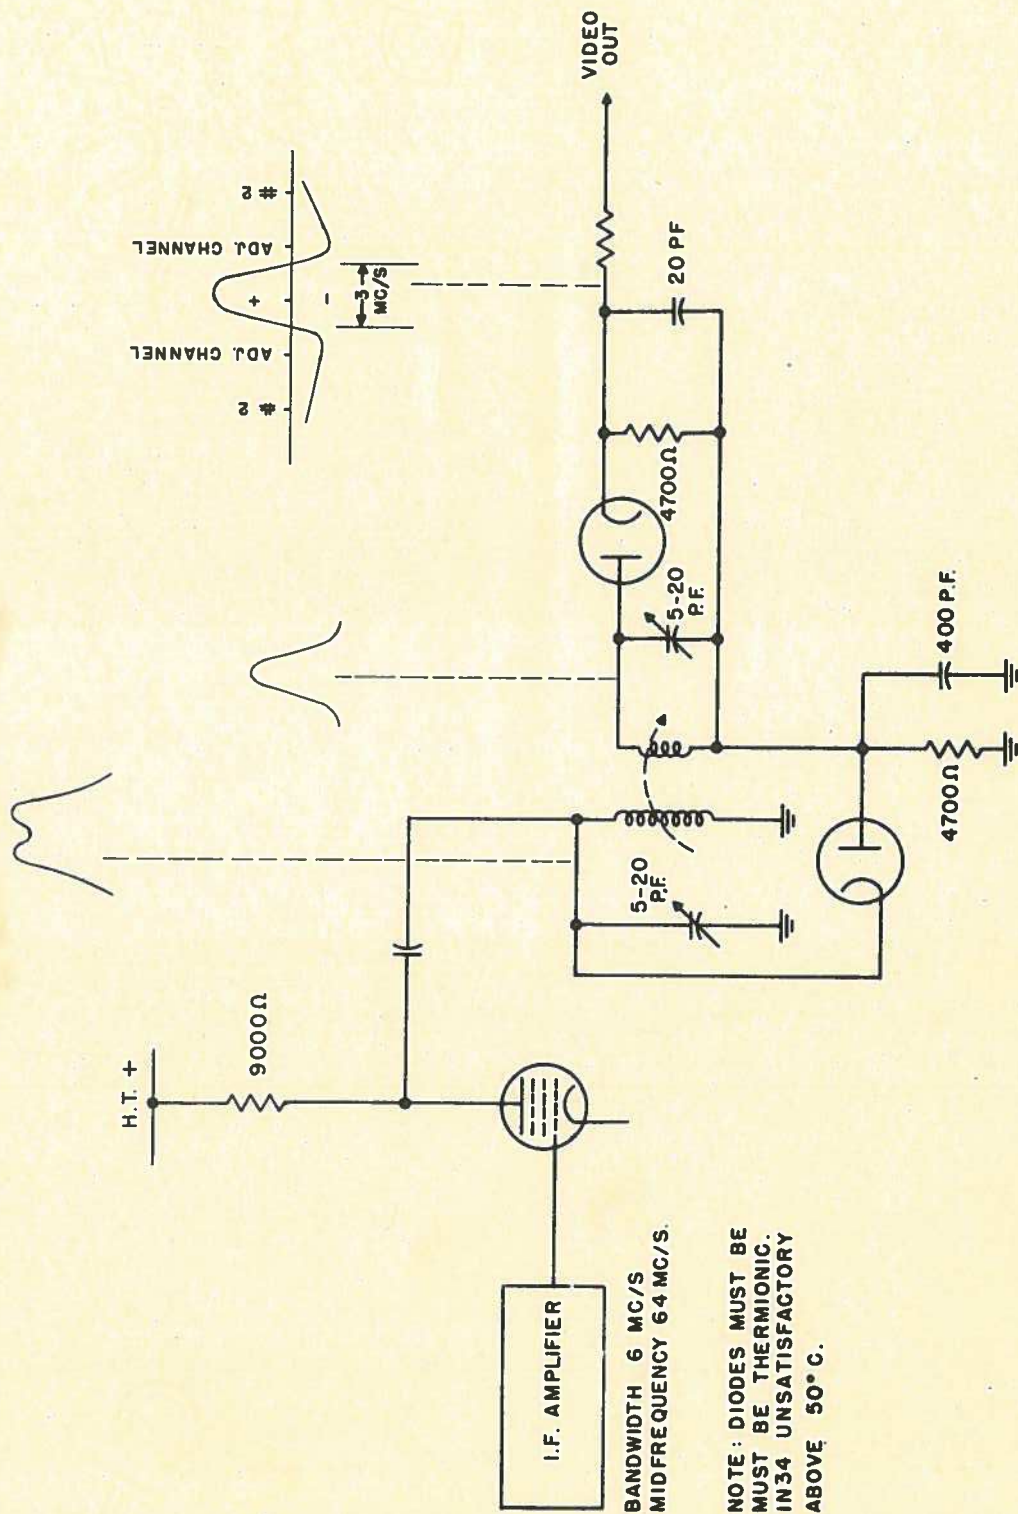 H.T. +
9000Ω
I.F. AMPLIFIER
BANDWIDTH 6 MC/S
MIDFREQUENCY 64 MC/S.
NOTE: DIODES MUST BE
MUST BE THERMIONIC.
IN34 UNSATISFACTORY
ABOVE 50° C.
5-20
P.F.
4700Ω
400 P.F.
5-20
P.F.
4700Ω
20 PF
VIDEO
OUT
# 2
ADJ. CHANNEL
+
-
3
MC/S
ADJ. CHANNEL
# 2